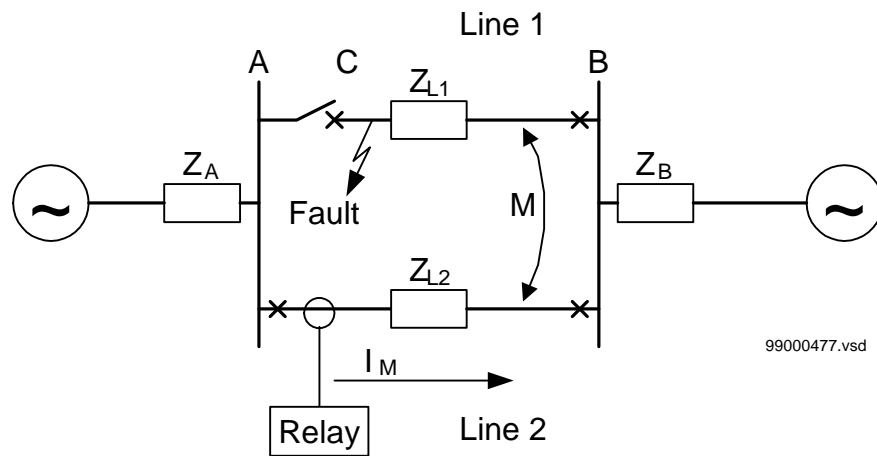 Line 1
A
C
B
Z_L1
Z_A
Z_B
~
~
Fault
M
Z_L2
99000477.vsd
I_M
Relay
Line 2